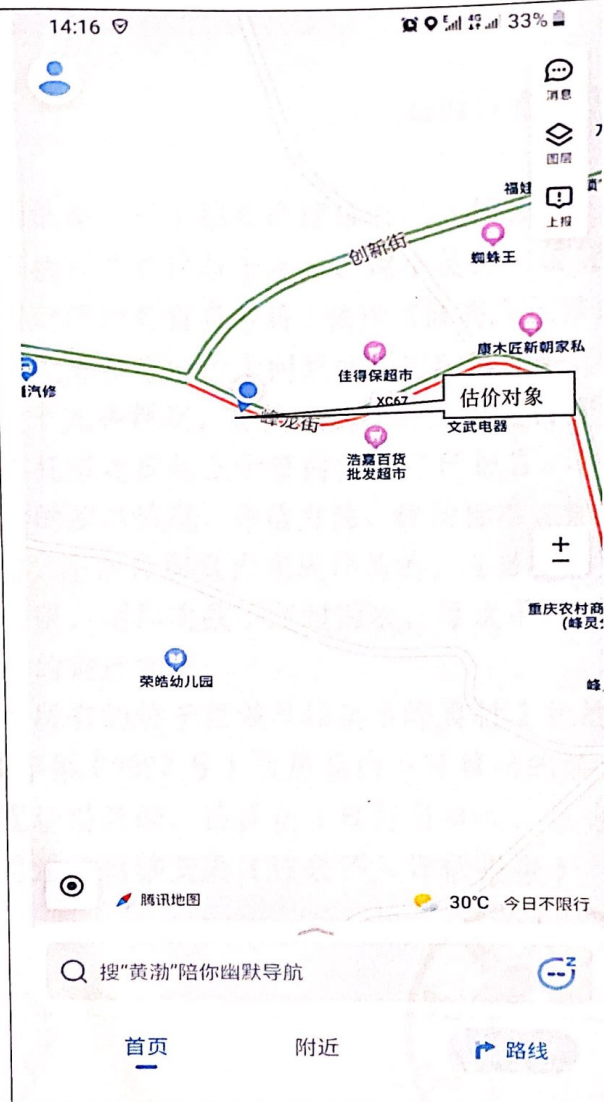 14:16
5G 4G 33%
消息
图层
上报
福娃
创新街
蜘蛛王
康木匠新朝家私
佳得保超市
汽修
XC67
估价对象
峰龙街
文武电器
浩嘉百货
批发超市
重庆农村商
(峰灵
荣皓幼儿园
峰
腾讯地图
30°C 今日不限行
搜"黄渤"陪你幽默导航
首页
附近
路线